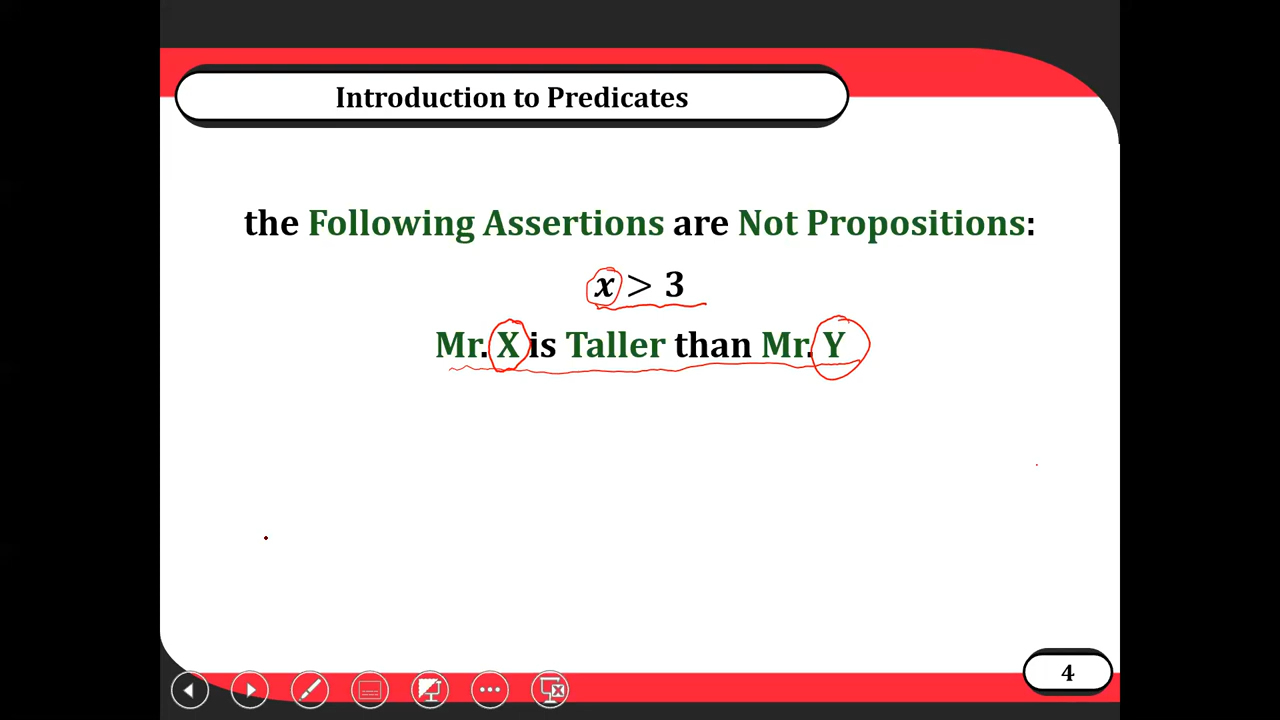 Introduction to Predicates
the Following Assertions are Not Propositions:
x > 3
Mr. X is Taller than Mr. Y
4